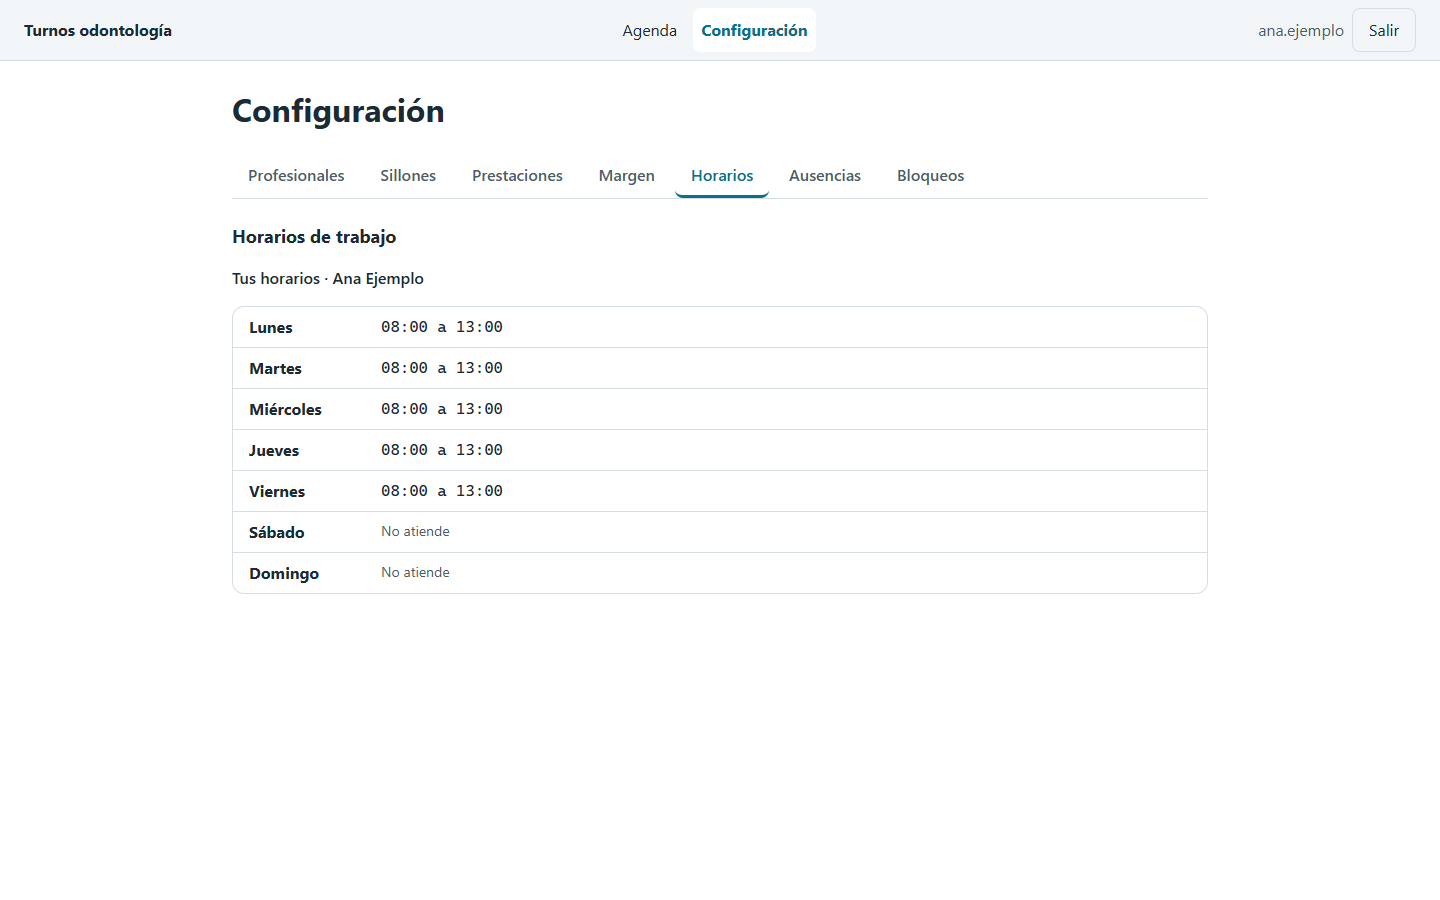 Turnos odontología
Agenda
Configuración
ana.ejemplo
Salir
Configuración
Profesionales
Sillones
Prestaciones
Margen
Horarios
Ausencias
Bloqueos
Horarios de trabajo
Tus horarios · Ana Ejemplo
Lunes 08:00 a 13:00
Martes 08:00 a 13:00
Miércoles 08:00 a 13:00
Jueves 08:00 a 13:00
Viernes 08:00 a 13:00
Sábado No atiende
Domingo No atiende